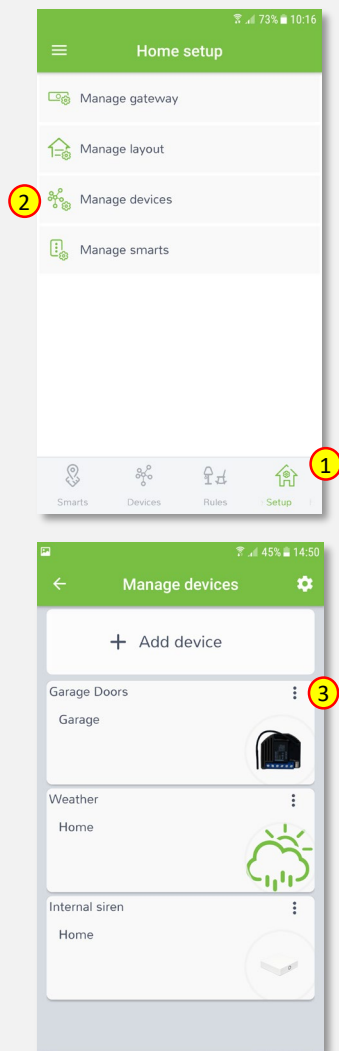 73% 10:16
Home setup
Manage gateway
Manage layout
2
Manage devices
Manage smarts
1
Smarts Devices Rules Setup
45% 14:50
Manage devices
+ Add device
Garage Doors
3
Garage
Weather
Home
Internal siren
Home